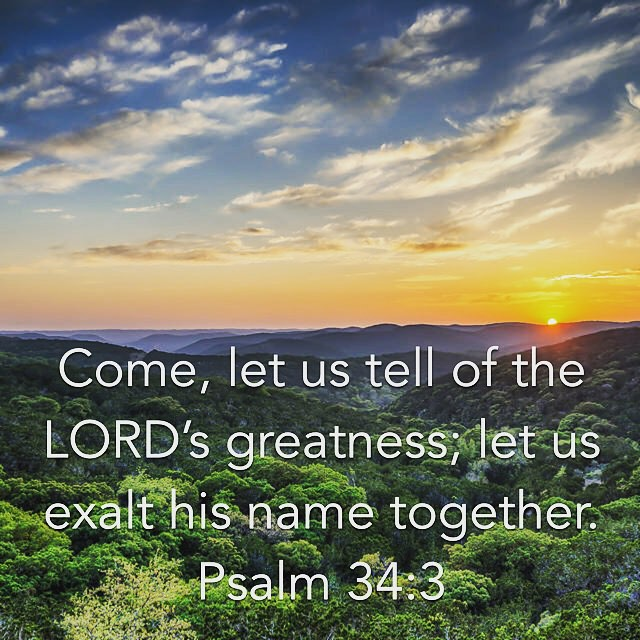 Come, let us tell of the
LORD’s greatness; let us
exalt his name together.
Psalm 34:3